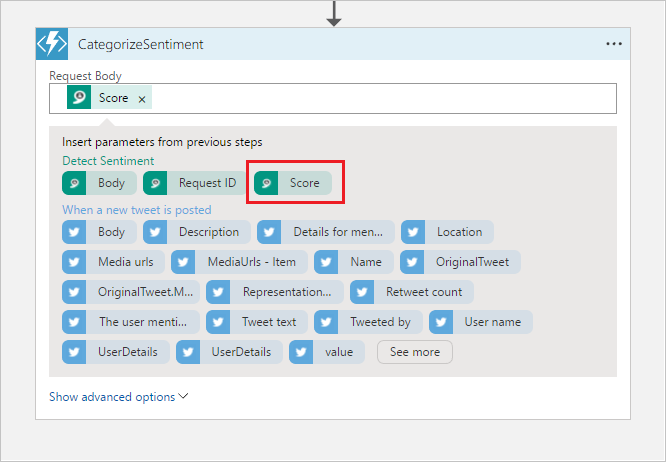 CategorizeSentiment ...
Request Body
Score x
Insert parameters from previous steps
Detect Sentiment
Body Request ID Score
When a new tweet is posted
Body Description Details for men... Location
Media urls MediaUrls - Item Name OriginalTweet
OriginalTweet.M... Representation... Retweet count
The user menti... Tweet text Tweeted by User name
UserDetails UserDetails value See more
Show advanced options